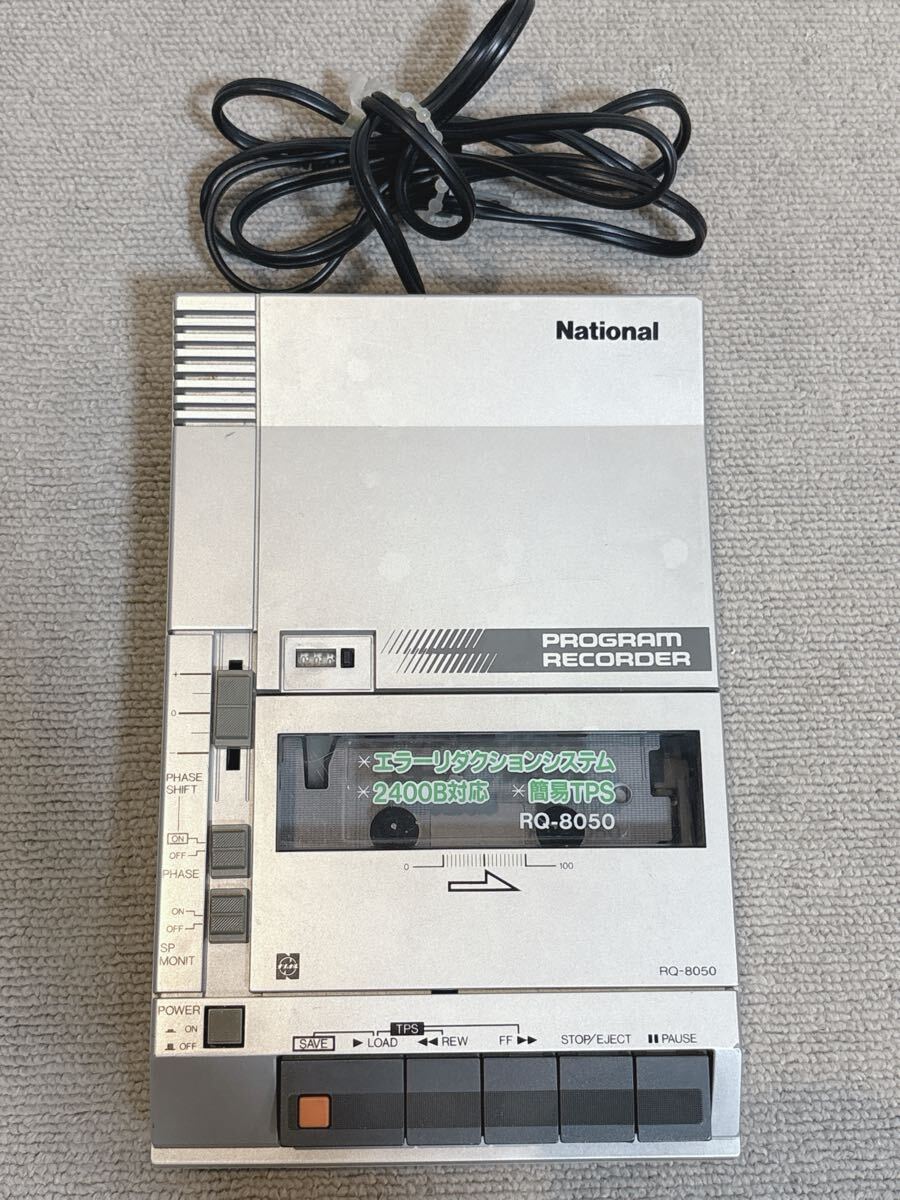 National
PROGRAM
RECORDER
+
0
PHASE
SHIFT
ON
OFF
PHASE
ON
OFF
SP
MONIT
*エラーリダクションシステム
*2400B対応 *簡易TPS
RQ-8050
0 100
RQ-8050
POWER
ON
OFF
TPS
SAVE ▶ LOAD ◀◀ REW FF ▶▶ STOP/EJECT ▮▮ PAUSE